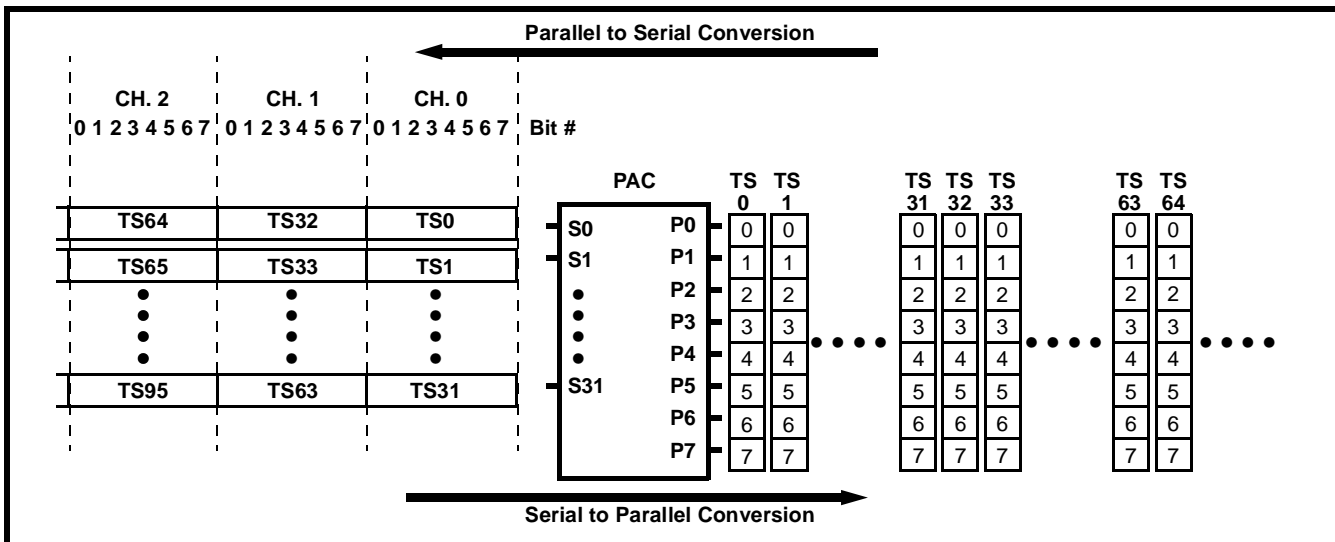 Parallel to Serial Conversion
CH. 2 CH. 1 CH. 0
0 1 2 3 4 5 6 7 0 1 2 3 4 5 6 7 0 1 2 3 4 5 6 7 Bit #
PAC TS TS TS TS TS TS TS
0 1 31 32 33 63 64
TS64 TS32 TS0 S0 P0 0 0 0 0 0 0 0
TS65 TS33 TS1 S1 P1 1 1 1 1 1 1 1
P2 2 2 2 2 2 2 2
P3 3 3 3 3 3 3 3
P4 4 4 4 4 4 4 4
TS95 TS63 TS31 S31 P5 5 5 5 5 5 5 5
P6 6 6 6 6 6 6 6
P7 7 7 7 7 7 7 7
Serial to Parallel Conversion